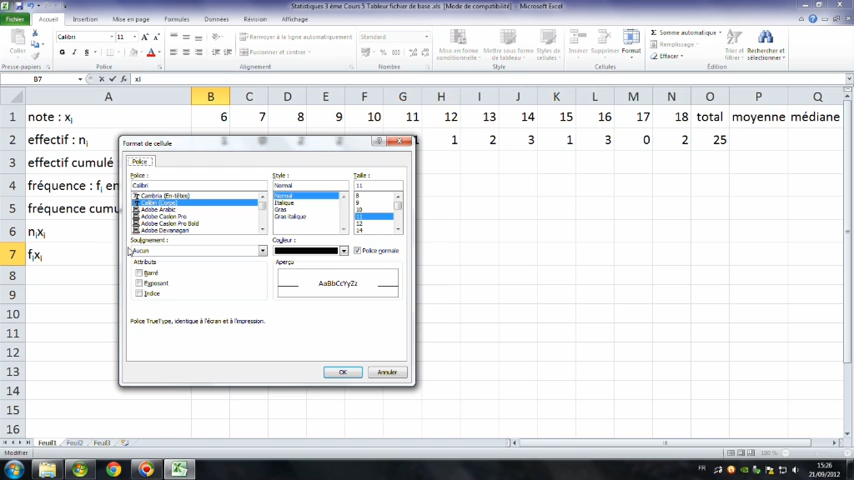 Statistiques 3 ème Cours 5 Tableur fichier de base.xls [Mode de compatibilité] - Microsoft Excel
Fichier Accueil Insertion Mise en page Formules Données Révision Affichage
Coller
Calibri 11
Renvoyer à la ligne automatiquement
Fusionner et centrer
Standard
Mise en forme conditionnelle
Mettre sous forme de tableau
Styles de cellules
Insérer Supprimer Format
Somme automatique
Remplissage
Effacer
Trier et filtrer
Rechercher et sélectionner
Presse-papiers Police Alignement Nombre Style Cellules Édition
B7 xi
A B C D E F G H I J K L M N O P Q
1 note : xi 6 7 8 9 10 11 12 13 14 15 16 17 18 total moyenne médiane
2 effectif : ni 1 0 2 2 1 1 2 3 1 3 0 2 25
3 effectif cumulé
4 fréquence : fi en
5 fréquence cumu
6 nixi
7 fixi
8
9
10
11
12
13
14
15
16
Format de cellule
Police
Police : Style : Taille :
Calibri Normal 11
Cambria (En-têtes) Normal 8
Calibri (Corps) Italique 9
Adobe Arabic Gras 10
Adobe Caslon Pro Gras italique 11
Adobe Caslon Pro Bold 12
Adobe Devanagari 14
Soulignement : Couleur :
Aucun Police normale
Attributs Aperçu
Barré
Exposant AaBbCcYyZz
Indice
Police TrueType, identique à l'écran et à l'impression.
OK Annuler
Feuil1 Feuil2 Feuil3
Modifier 100 %
FR 15:26
21/09/2012